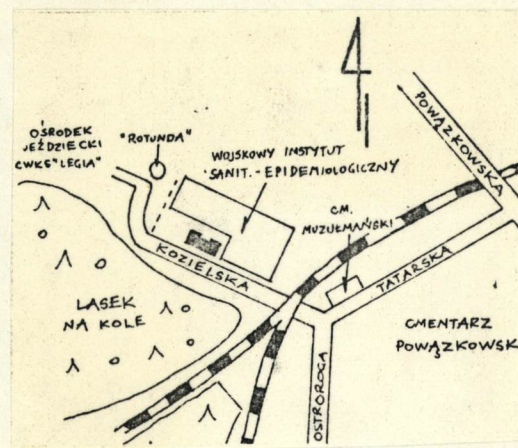 OŚRODEK
JEŹDZIECKI
CWKS "LEGIA"
"ROTUNDA"
WOJSKOWY INSTYTUT
SANIT.-EPIDEMIOLOGICZNY
POWĄZKOWSKA
CM.
MUZUŁMAŃSKI
KOZIELSKA
TATARSKA
LASEK
NA KOLE
CMENTARZ
POWĄZKOWSK
OSTROROGA